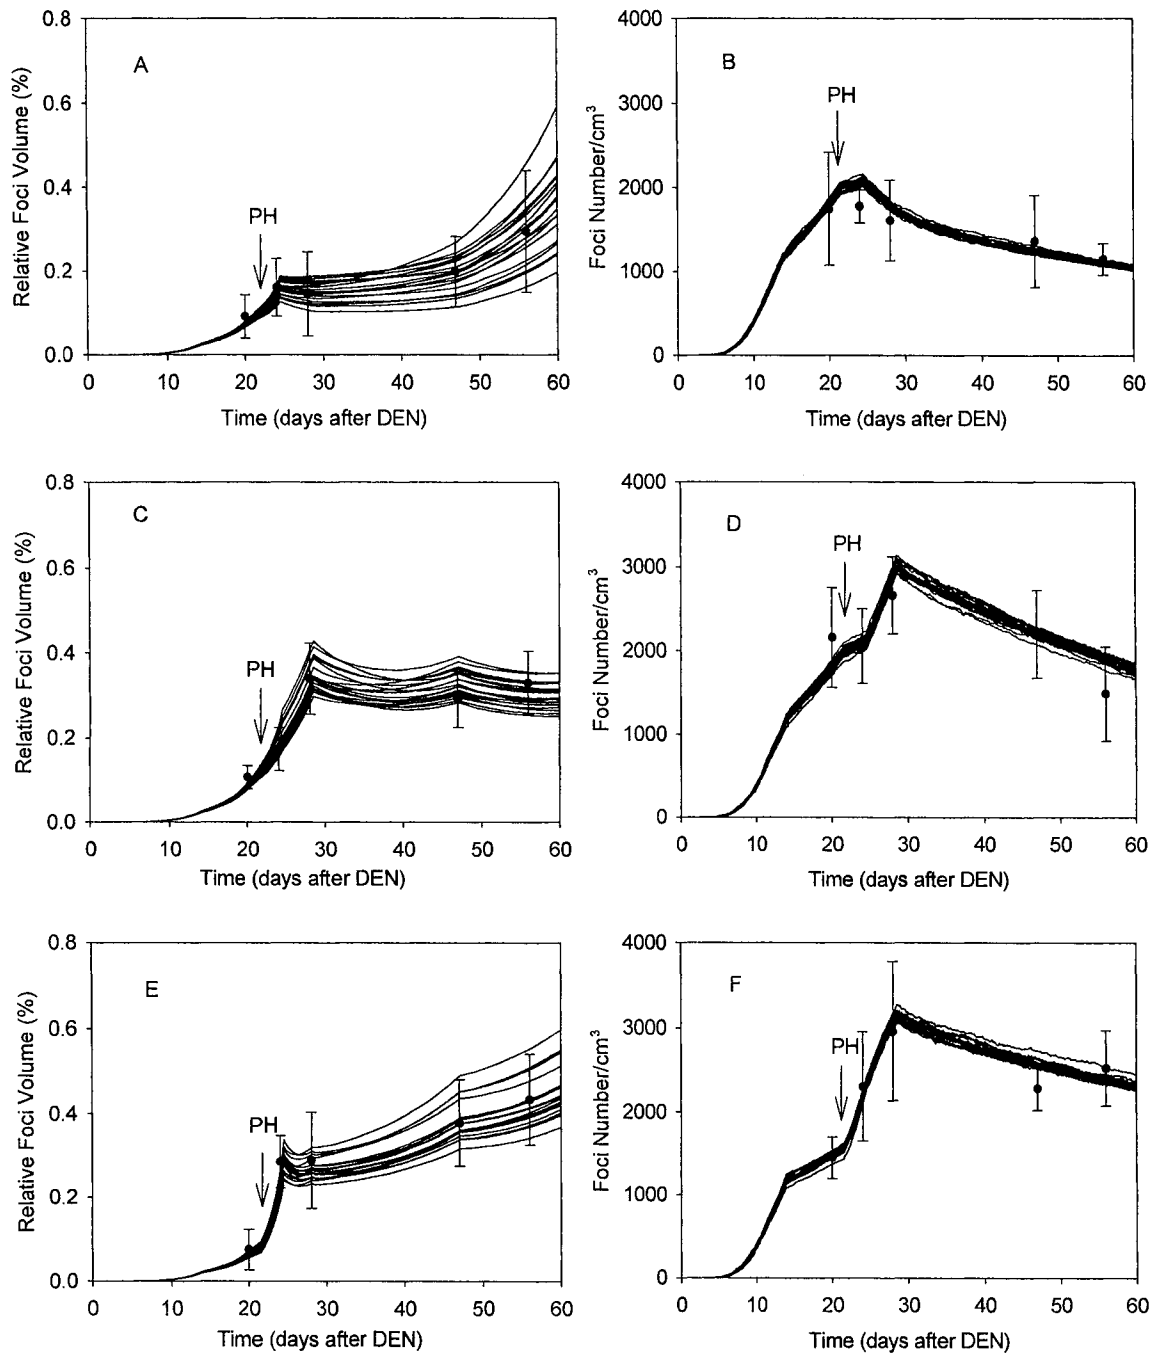 0.8
0.6
0.4
0.2
0.0
Relative Foci Volume (%)
A
PH
0 10 20 30 40 50 60
Time (days after DEN)
4000
3000
2000
1000
0
Foci Number/cm³
B
PH
0 10 20 30 40 50 60
Time (days after DEN)
0.8
0.6
0.4
0.2
0.0
Relative Foci Volume (%)
C
PH
0 10 20 30 40 50 60
Time (days after DEN)
4000
3000
2000
1000
0
Foci Number/cm³
D
PH
0 10 20 30 40 50 60
Time (days after DEN)
0.8
0.6
0.4
0.2
0.0
Relative Foci Volume (%)
E
PH
0 10 20 30 40 50 60
Time (days after DEN)
4000
3000
2000
1000
0
Foci Number/cm³
F
PH
0 10 20 30 40 50 60
Time (days after DEN)